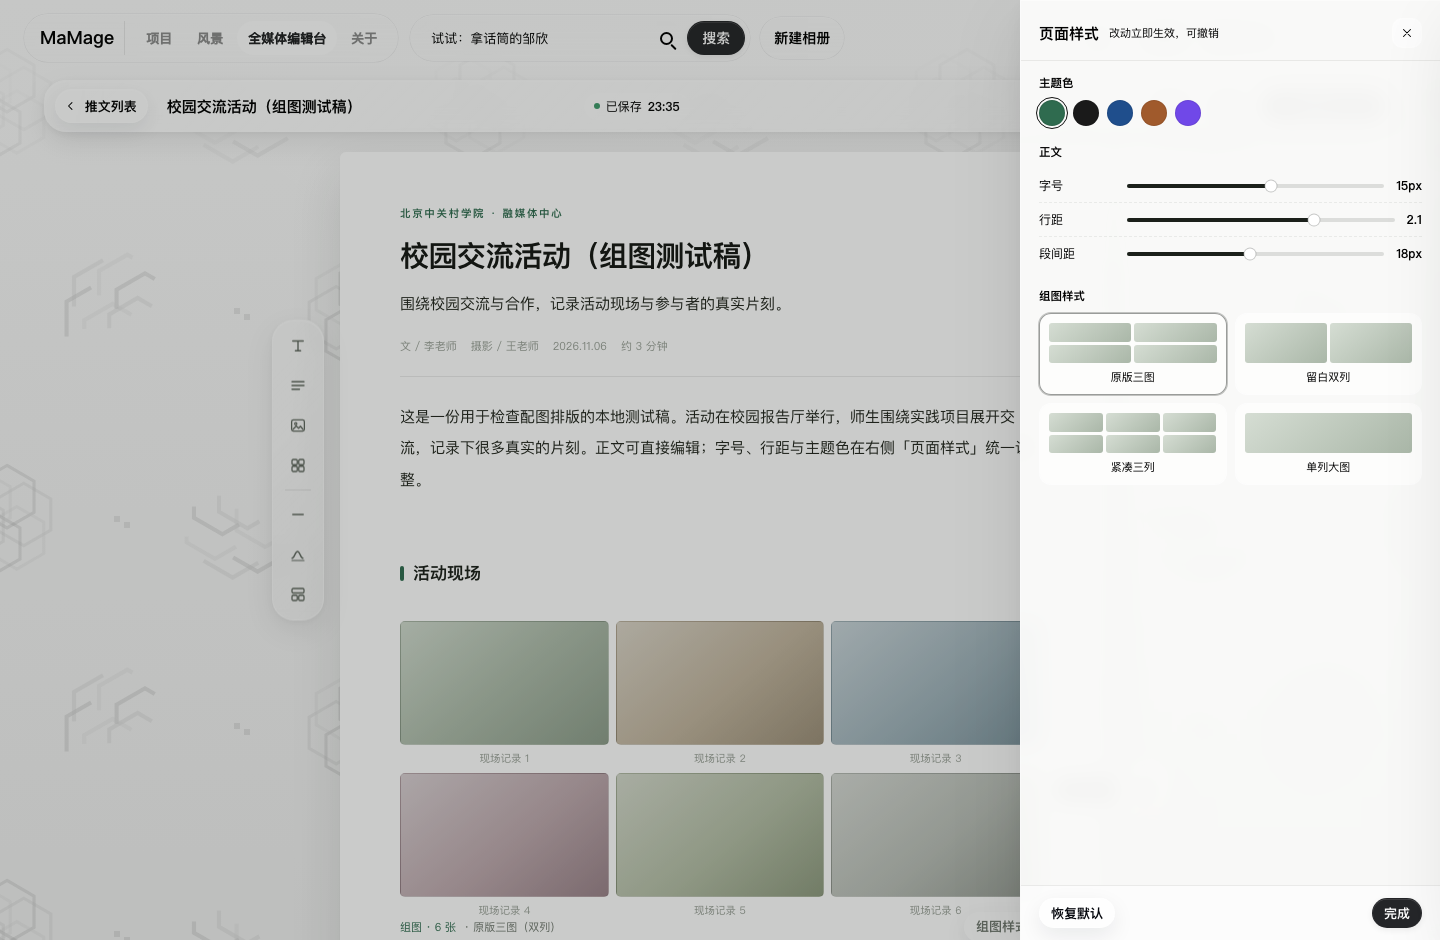 MaMage
项目
风景
全媒体编辑台
关于
试试：拿话筒的邹欣
搜索
新建相册
推文列表
校园交流活动（组图测试稿）
已保存 23:35
北京中关村学院 · 融媒体中心
校园交流活动（组图测试稿）
围绕校园交流与合作，记录活动现场与参与者的真实片刻。
文 / 李老师 摄影 / 王老师 2026.11.06 约 3 分钟
这是一份用于检查配图排版的本地测试稿。活动在校园报告厅举行，师生围绕实践项目展开交
流，记录下很多真实的片刻。正文可直接编辑；字号、行距与主题色在右侧「页面样式」统一
整。
活动现场
现场记录 1
现场记录 2
现场记录 3
现场记录 4
现场记录 5
现场记录 6
组图 · 6 张 · 原版三图（双列）
组图样
页面样式 改动立即生效，可撤销
主题色
正文
字号 15px
行距 2.1
段间距 18px
组图样式
原版三图
留白双列
紧凑三列
单列大图
恢复默认
完成